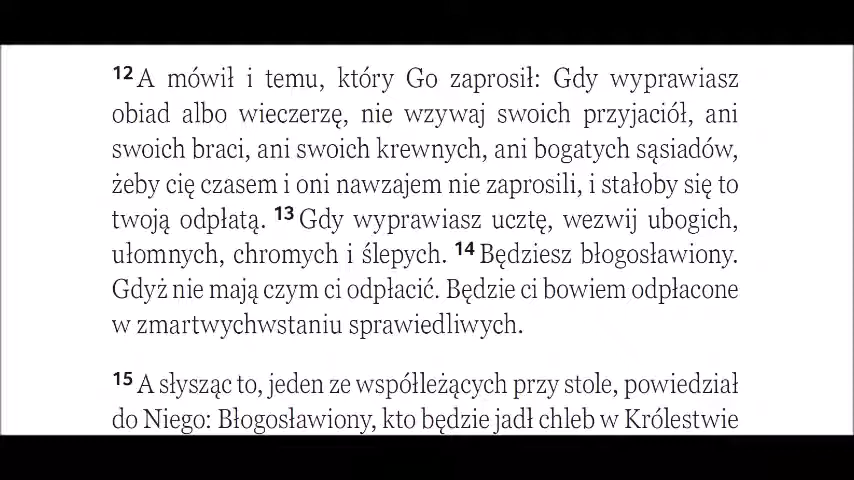 12 A mówił i temu, który Go zaprosił: Gdy wyprawiasz
obiad albo wieczerzę, nie wzywaj swoich przyjaciół, ani
swoich braci, ani swoich krewnych, ani bogatych sąsiadów,
żeby cię czasem i oni nawzajem nie zaprosili, i stałoby się to
twoją odpłatą. 13 Gdy wyprawiasz ucztę, wezwij ubogich,
ułomnych, chromych i ślepych. 14 Będziesz błogosławiony.
Gdyż nie mają czym ci odpłacić. Będzie ci bowiem odpłacone
w zmartwychwstaniu sprawiedliwych.
15 A słysząc to, jeden ze współleżących przy stole, powiedział
do Niego: Błogosławiony, kto będzie jadł chleb w Królestwie